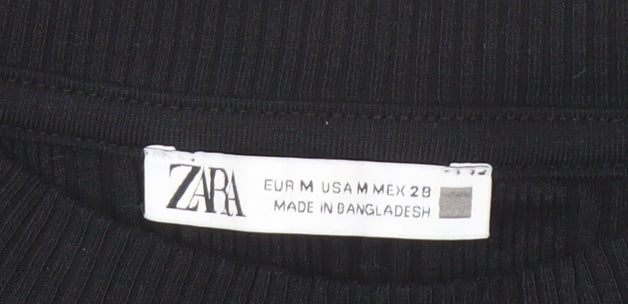 ZARA
EUR M USA M MEX 28
MADE IN BANGLADESH